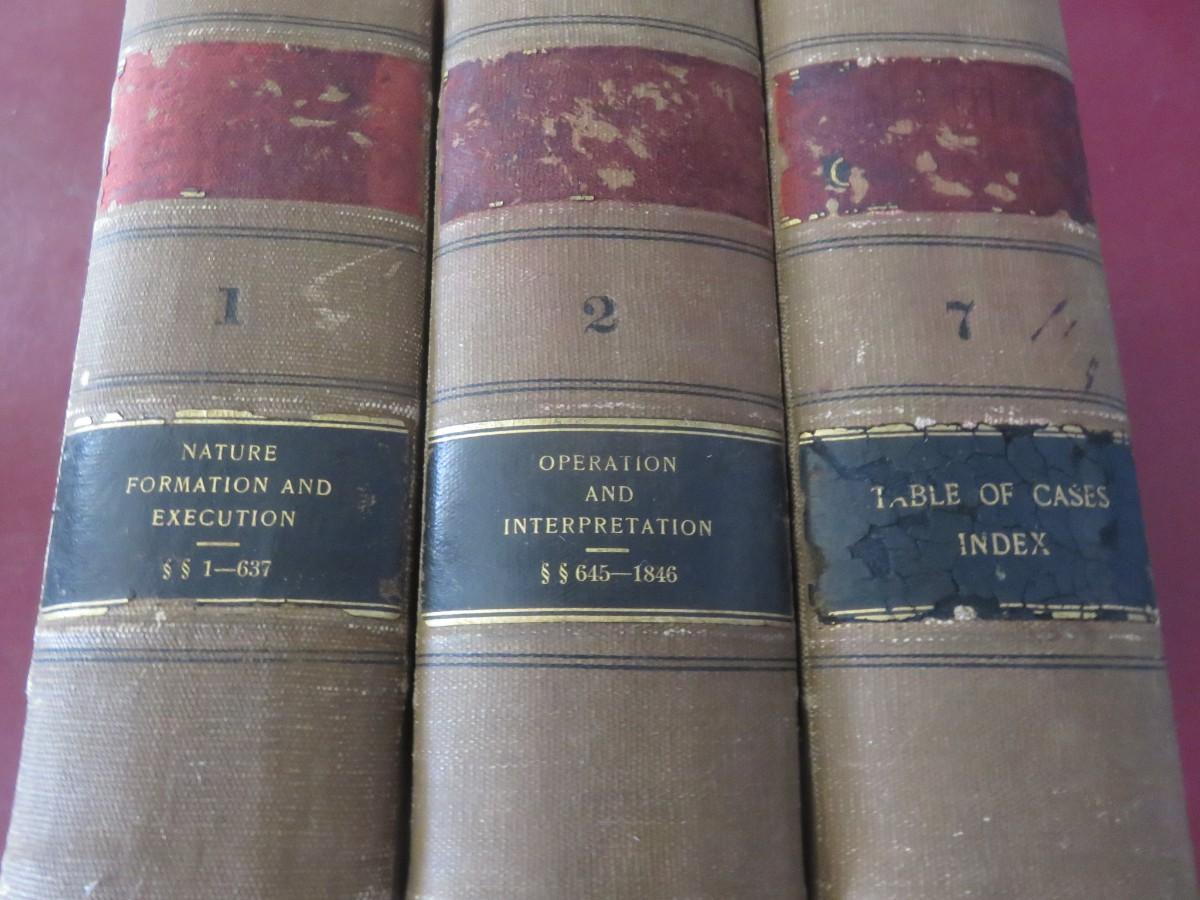 1
NATURE
FORMATION AND
EXECUTION
§ § 1—637
2
OPERATION
AND
INTERPRETATION
§ § 645—1846
7
TABLE OF CASES
INDEX